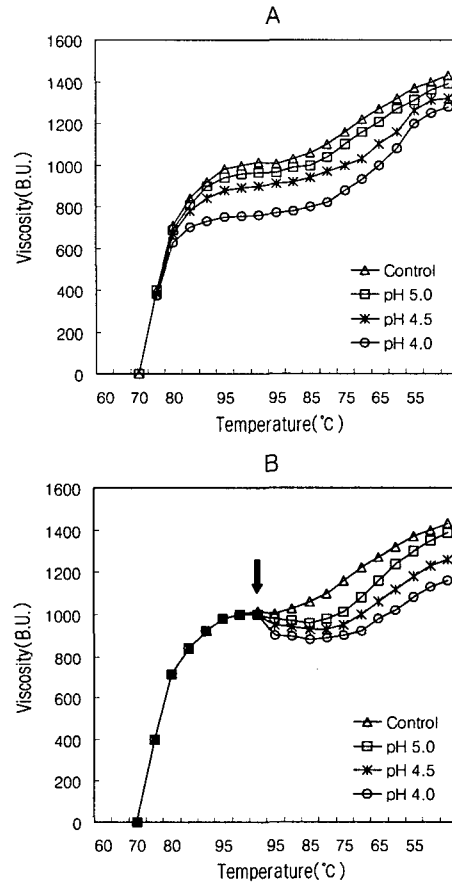 A
1600
1400
1200
1000
800
600
400
200
0
Viscosity(B.U.)
Control
pH 5.0
pH 4.5
pH 4.0
60 70 80 95 95 85 75 65 55
Temperature(°C)
B
1600
1400
1200
1000
800
600
400
200
0
Viscosity(B.U.)
Control
pH 5.0
pH 4.5
pH 4.0
60 70 80 95 95 85 75 65 55
Temperature(°C)